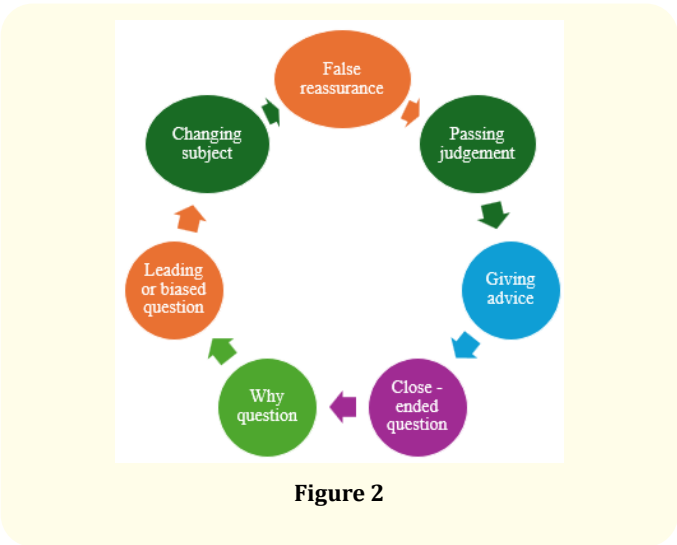 False
reassurance
Passing
judgement
Giving
advice
Close -
ended
question
Why
question
Leading
or biased
question
Changing
subject
Figure 2